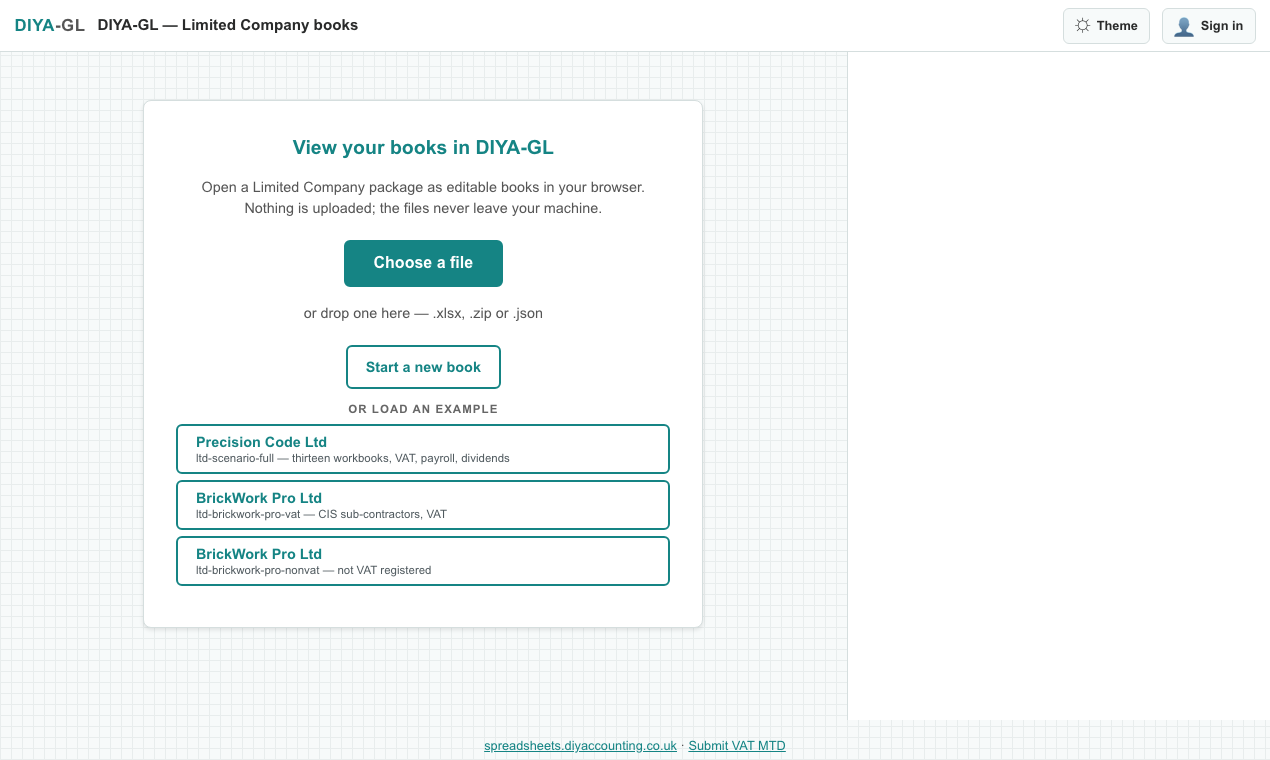 DIYA-GL DIYA-GL — Limited Company books
Theme
Sign in
View your books in DIYA-GL
Open a Limited Company package as editable books in your browser.
Nothing is uploaded; the files never leave your machine.
Choose a file
or drop one here — .xlsx, .zip or .json
Start a new book
OR LOAD AN EXAMPLE
Precision Code Ltd
ltd-scenario-full — thirteen workbooks, VAT, payroll, dividends
BrickWork Pro Ltd
ltd-brickwork-pro-vat — CIS sub-contractors, VAT
BrickWork Pro Ltd
ltd-brickwork-pro-nonvat — not VAT registered
spreadsheets.diyaccounting.co.uk · Submit VAT MTD